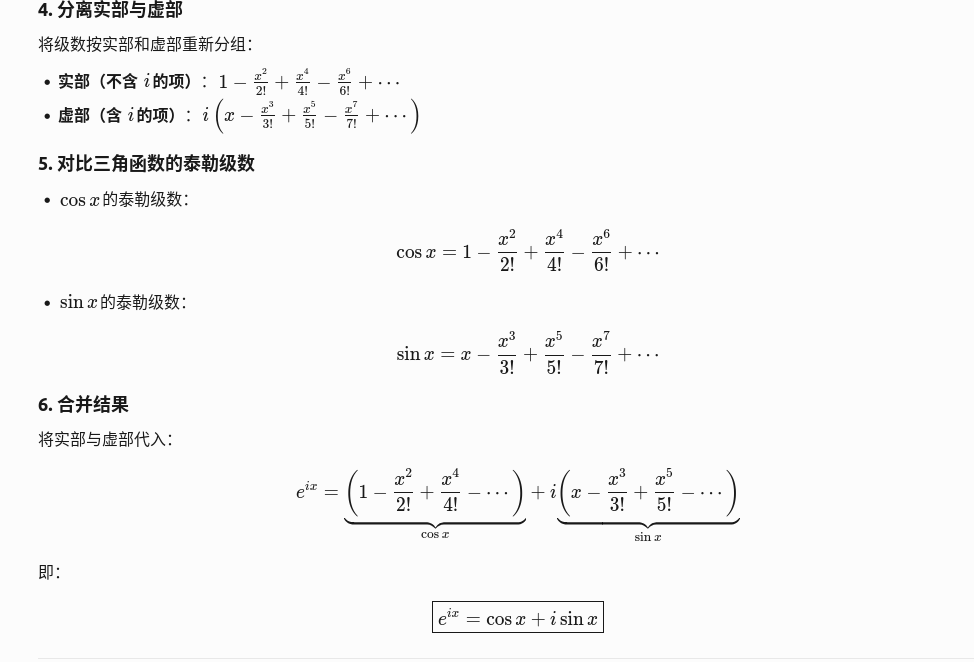 4. 分离实部与虚部
将级数按实部和虚部重新分组：
• 实部（不含 $i$ 的项）：$1 - \frac{x^2}{2!} + \frac{x^4}{4!} - \frac{x^6}{6!} + \cdots$
• 虚部（含 $i$ 的项）：$i\left(x - \frac{x^3}{3!} + \frac{x^5}{5!} - \frac{x^7}{7!} + \cdots\right)$
5. 对比三角函数的泰勒级数
• $\cos x$ 的泰勒级数：
$\cos x = 1 - \frac{x^2}{2!} + \frac{x^4}{4!} - \frac{x^6}{6!} + \cdots$
• $\sin x$ 的泰勒级数：
$\sin x = x - \frac{x^3}{3!} + \frac{x^5}{5!} - \frac{x^7}{7!} + \cdots$
6. 合并结果
将实部与虚部代入：
$e^{ix} = \underbrace{\left(1 - \frac{x^2}{2!} + \frac{x^4}{4!} - \cdots\right)}_{\cos x} + i\underbrace{\left(x - \frac{x^3}{3!} + \frac{x^5}{5!} - \cdots\right)}_{\sin x}$
即：
$\boxed{e^{ix} = \cos x + i \sin x}$